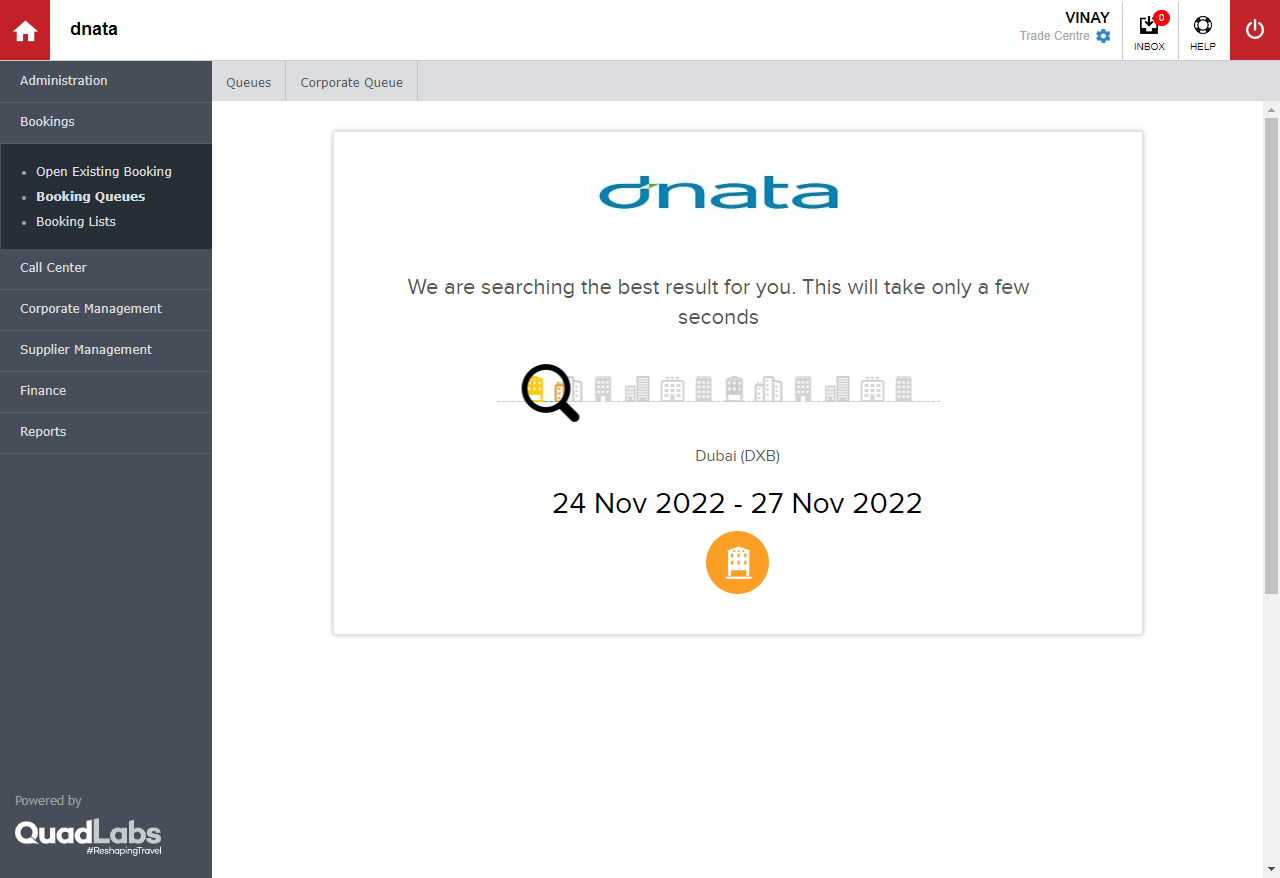 dnata
VINAY
Trade Centre
0
INBOX
HELP
Administration
Bookings
Open Existing Booking
Booking Queues
Booking Lists
Call Center
Corporate Management
Supplier Management
Finance
Reports
Powered by
QuadLabs
#ReshapingTravel
Queues
Corporate Queue
dnata
We are searching the best result for you. This will take only a few
seconds
Dubai (DXB)
24 Nov 2022 - 27 Nov 2022